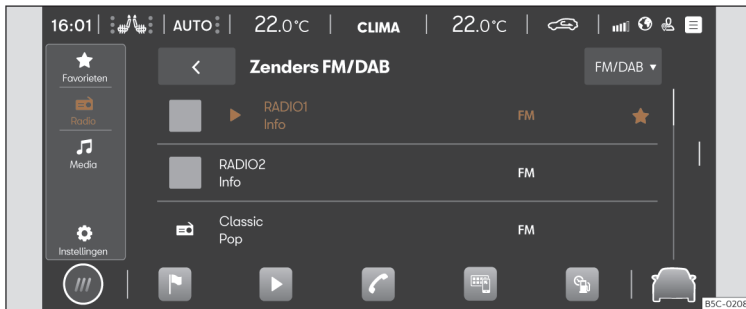 16:01 AUTO 22.0°C CLIMA 22.0°C
Favorieten
Radio
Media
Instellingen
Zenders FM/DAB FM/DAB
RADIO1 FM
Info
RADIO2 FM
Info
Classic FM
Pop
B5C-0208